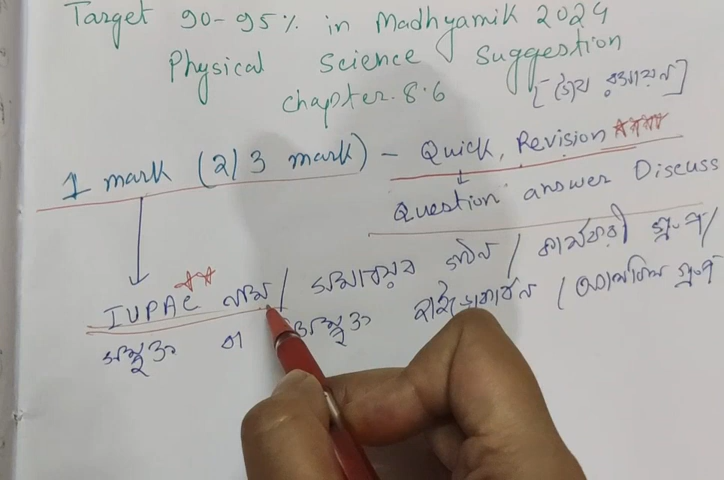 Target 90-95% in Madhyamik 2024
Physical Science Suggestion
Chapter. 8.6 [জৈব রসায়ন]
1 mark (2/3 mark) - Quick, Revision
Question answer Discuss
IUPAC নাম / সমাবয়ব গঠন / কার্যকরী গ্রুপ /
সম্পৃক্ত বা অসম্পৃক্ত হাইড্রোকার্বন / অ্যালকিল গ্রুপ